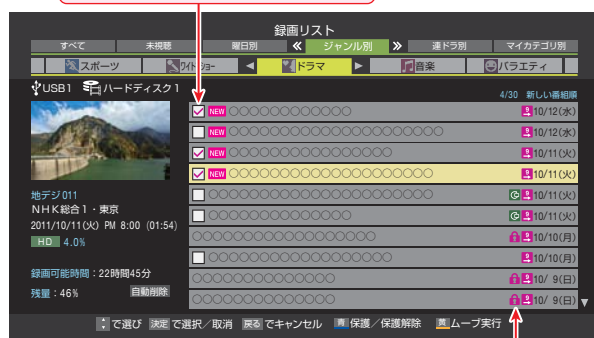 録画リスト
すべて 未視聴 曜日別 ≪ ジャンル別 ≫ 連ドラ別 マイカテゴリ別
スポーツ ワイドショー ◀ ドラマ ▶ 音楽 バラエティ
USB1 ハードディスク1
4/30 新しい番組順
NEW ○○○○○○○○○○○○ 10/12(水)
○○○○○○○○○○○○○○○○○○○○○ 10/12(水)
NEW ○○○○○○○○○○○○○○○○ 10/11(火)
NEW ○○○○○○○○○○○○○○○○○○○○ 10/11(火)
○○○○○○○○○○○○○○○○○○○○○ 10/11(火)
○○○○○○○○○○○○○○ 10/11(火)
○○○○○○○○○○○○○○○○○○ 10/10(月)
○○○○○○○○○○○○○○○○○○○○ 10/10(月)
○○○○○○○○○○○○○○ 10/ 9(日)
○○○○○○○○○○○○○○ 10/ 9(日)
地デジ011
NHK総合1・東京
2011/10/11(火) PM 8:00 (01:54)
HD 4.0%
録画可能時間:22時間45分
残量:46% 自動削除
で選び 決定 で選択/取消 戻る でキャンセル 青 保護/保護解除 黄 ムーブ実行